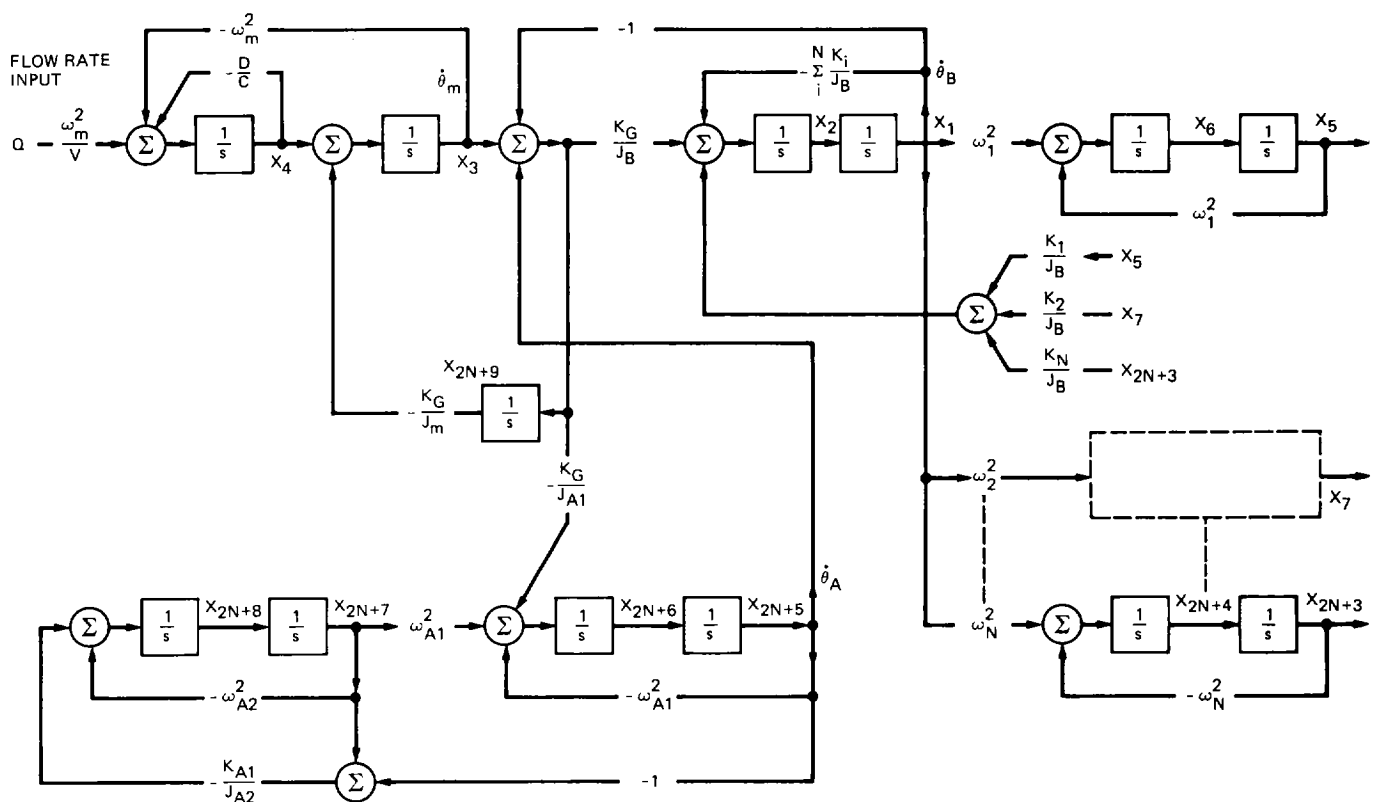 FLOW RATE
INPUT
Q
ω_m^2
V
- ω_m^2
- D
C
Σ
1
s
X_4
Σ
1
s
θ̇_m
X_3
-1
Σ
K_G
J_B
- Σ_i^N K_i
J_B
Σ
1
s
X_2
1
s
θ̇_B
X_1
ω_1^2
Σ
1
s
X_6
1
s
X_5
ω_1^2
K_1
J_B
X_5
Σ
K_2
J_B
X_7
K_N
J_B
X_2N+3
X_2N+9
1
s
- K_G
J_m
- K_G
J_A1
ω_2^2
X_7
θ̇_A
Σ
1
s
X_2N+8
1
s
X_2N+7
ω_A1^2
Σ
1
s
X_2N+6
1
s
X_2N+5
ω_N^2
Σ
1
s
X_2N+4
1
s
X_2N+3
- ω_A2^2
- ω_A1^2
- ω_N^2
- K_A1
J_A2
Σ
-1